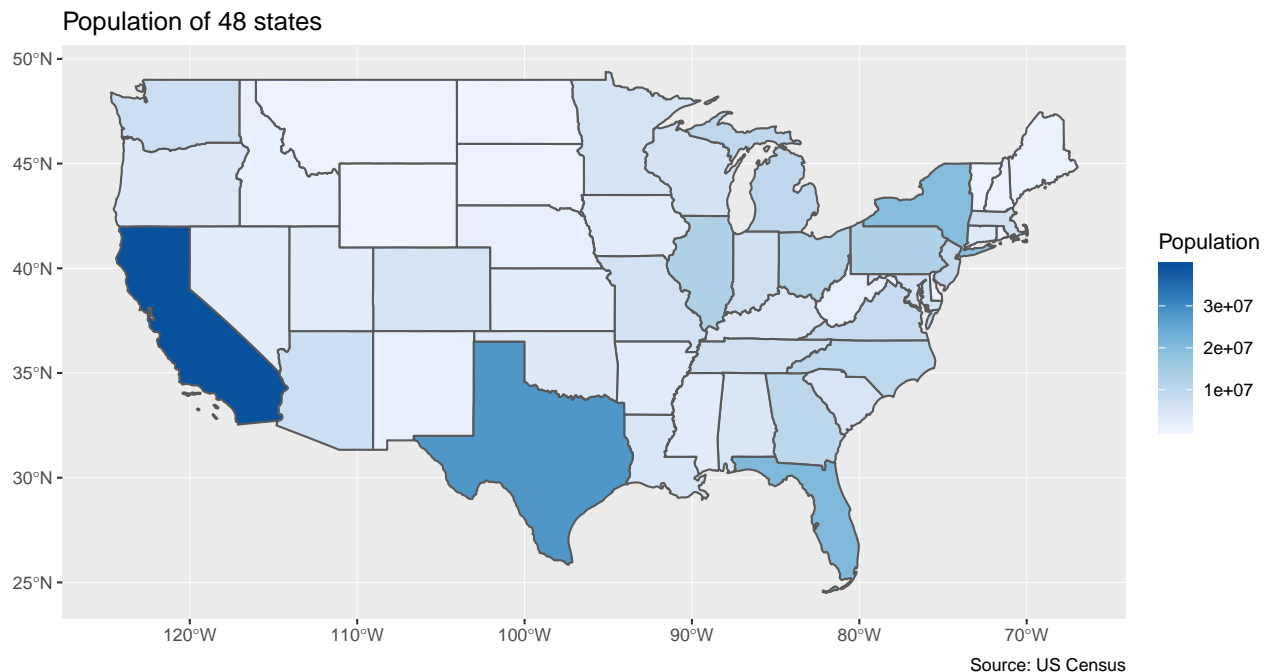 Population of 48 states
50°N
45°N
40°N
35°N
30°N
25°N
120°W
110°W
100°W
90°W
80°W
70°W
Population
3e+07
2e+07
1e+07
Source: US Census